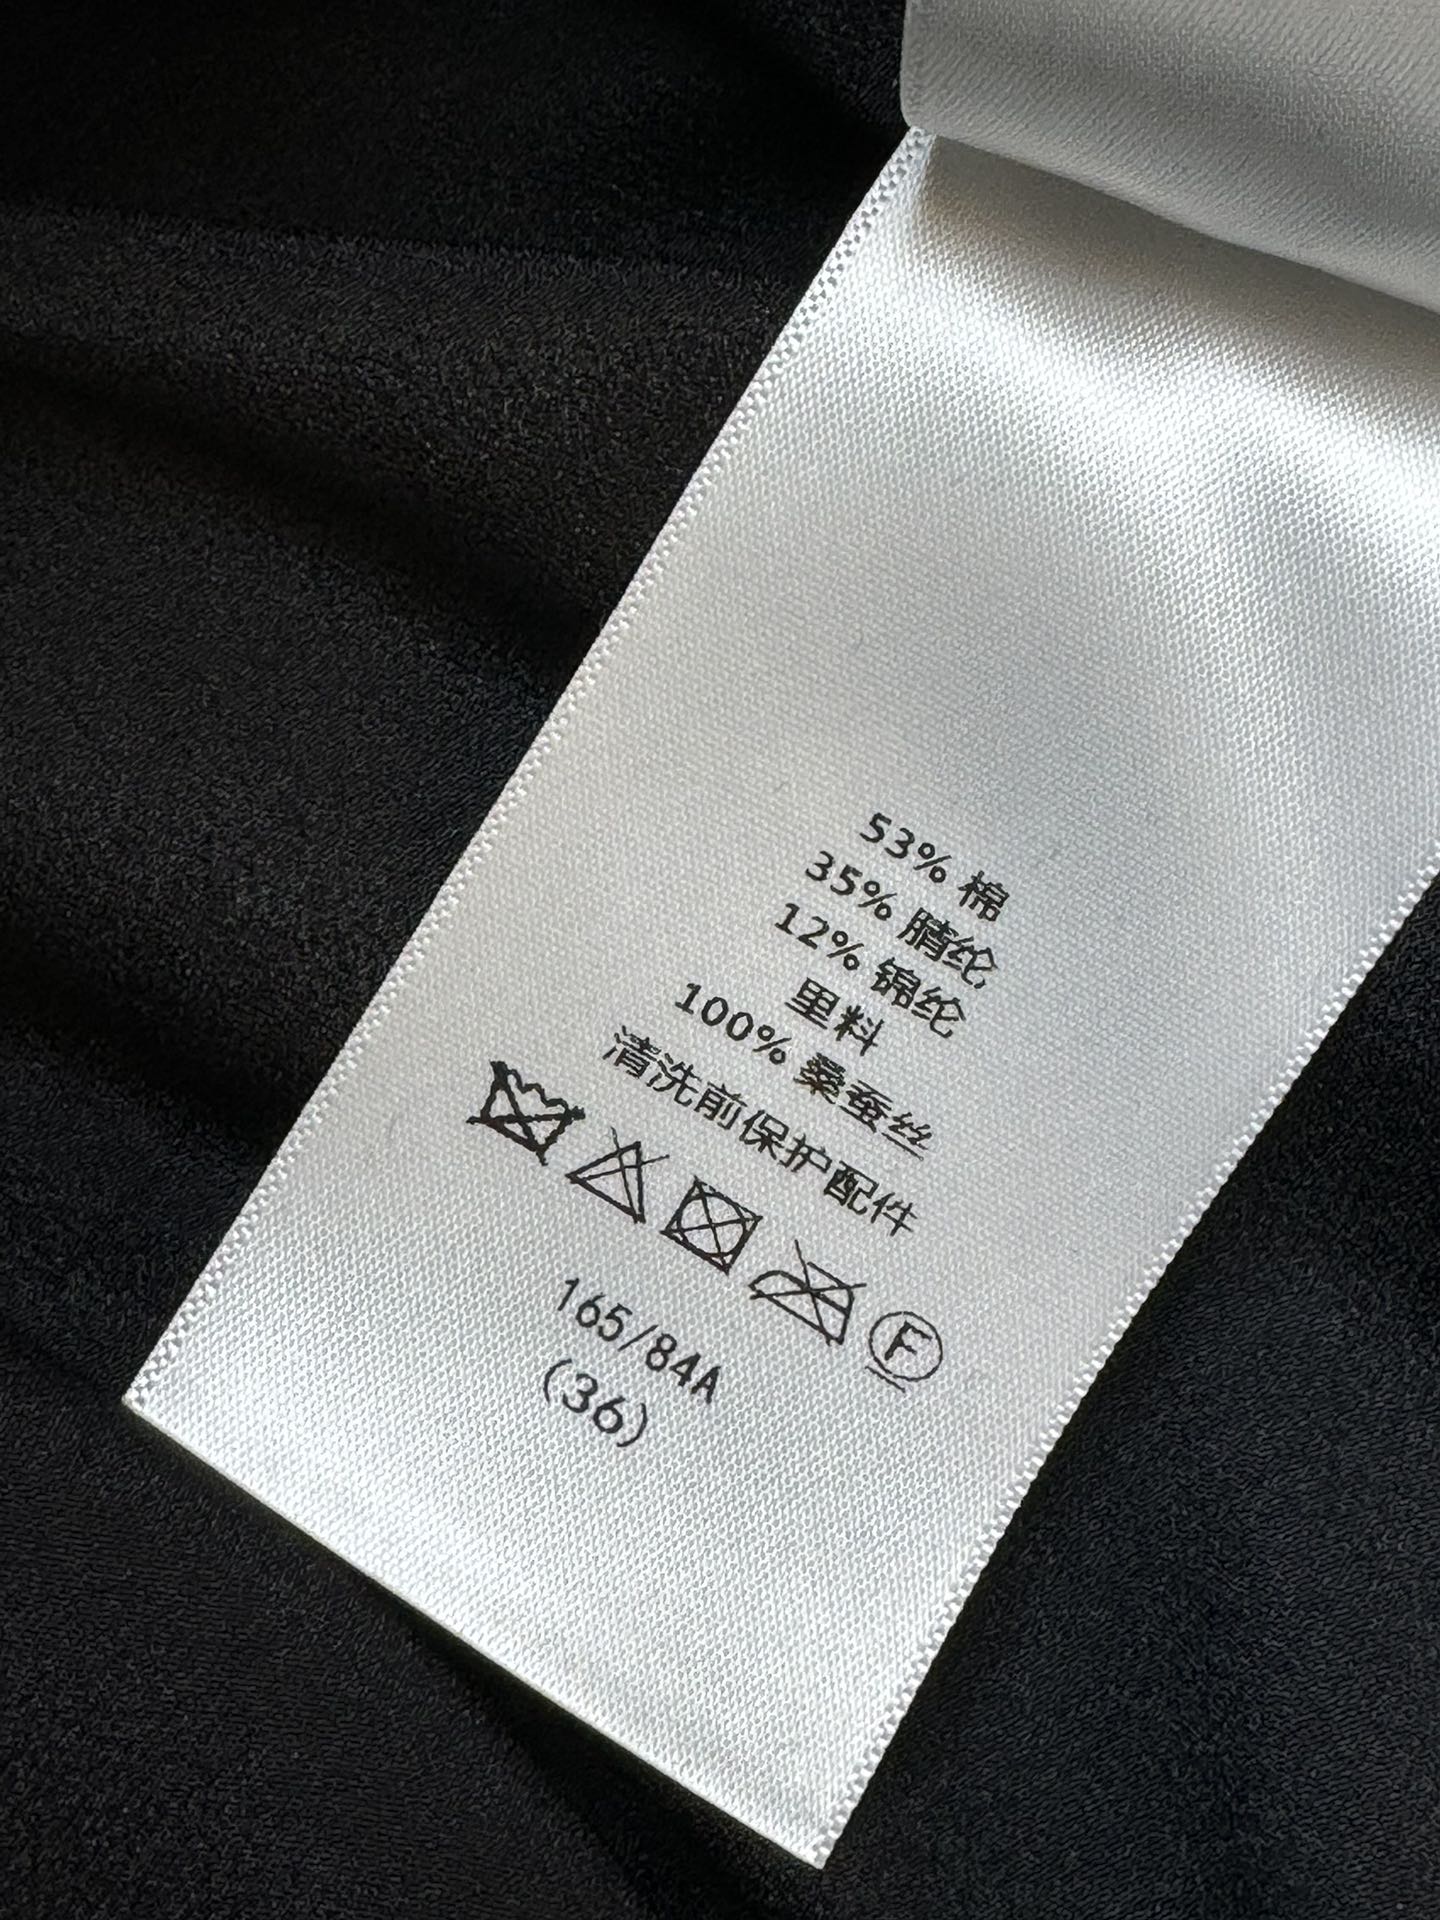 53% 棉
35% 腈纶
12% 锦纶
里料
100% 桑蚕丝
清洗前保护配件
F
165/84A
(36)